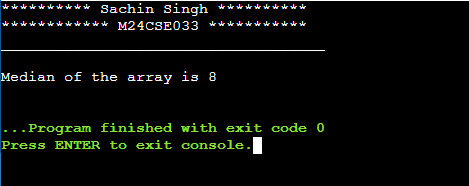 ********** Sachin Singh **********
************ M24CSE033 ***********
____________________________________
Median of the array is 8
...Program finished with exit code 0
Press ENTER to exit console.